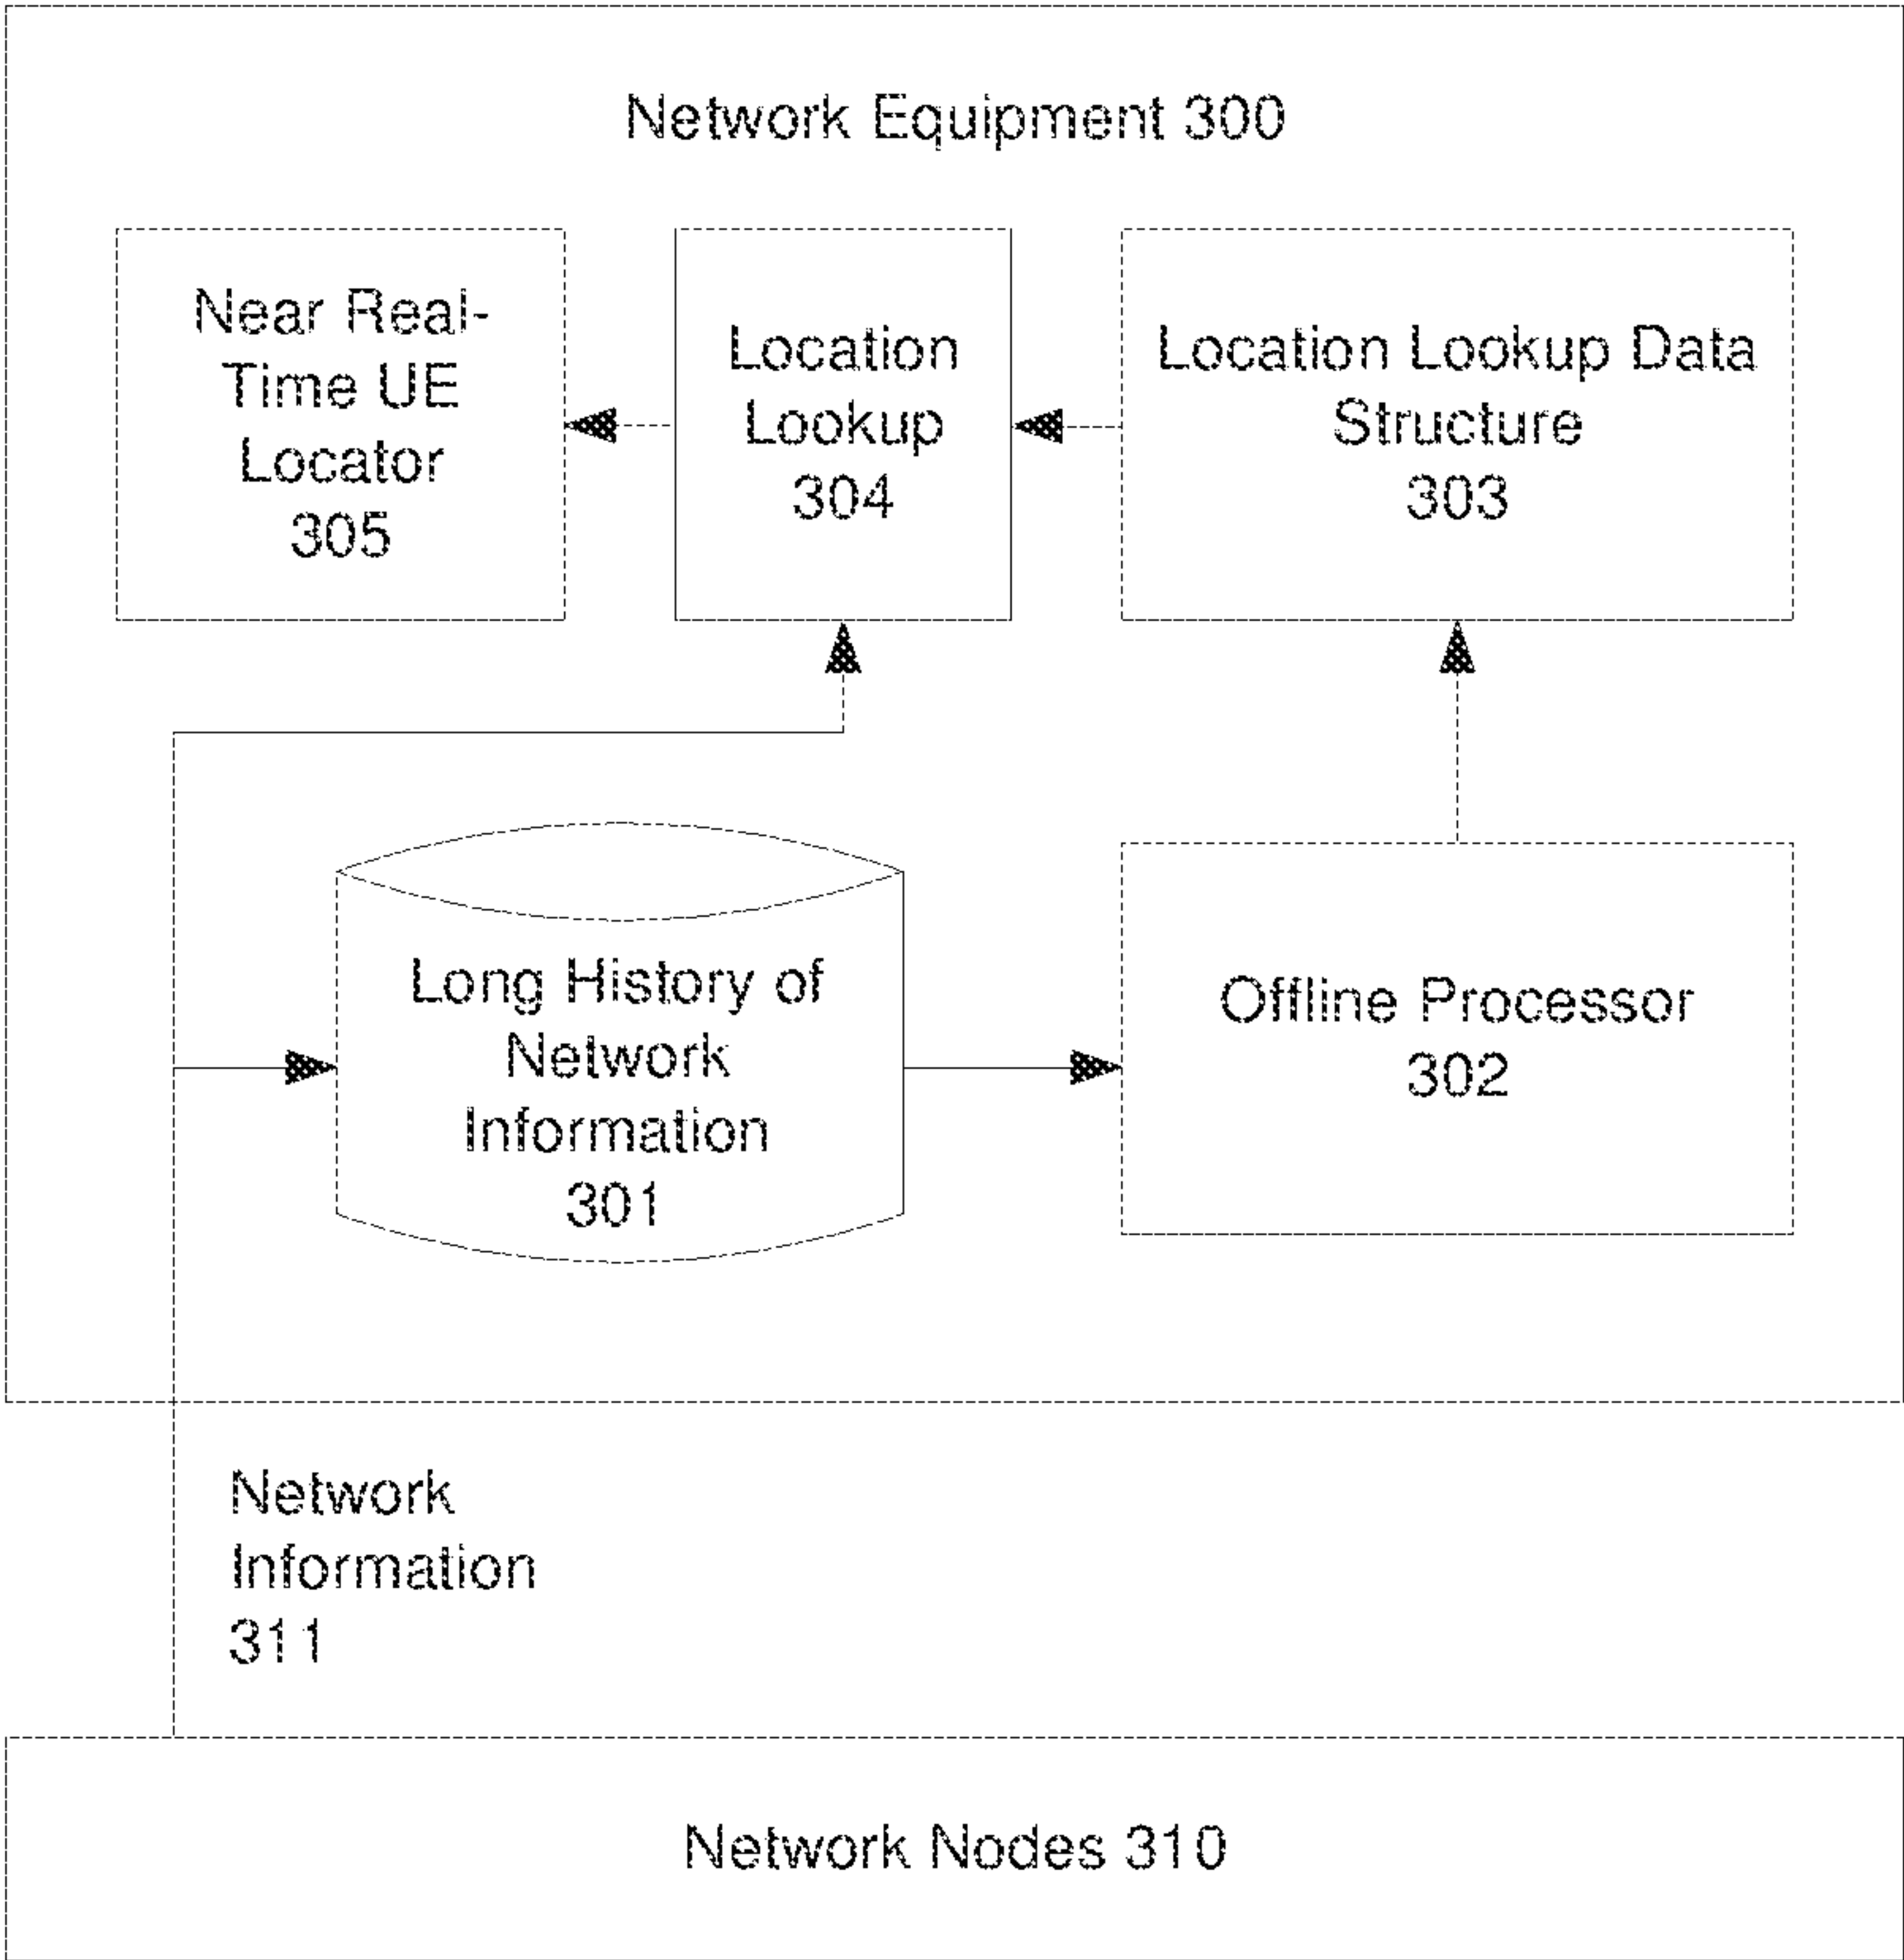 Network Equipment 300
Near Real-
Time UE
Locator
305
Location
Lookup
304
Location Lookup Data
Structure
303
Long History of
Network
Information
301
Offline Processor
302
Network
Information
311
Network Nodes 310